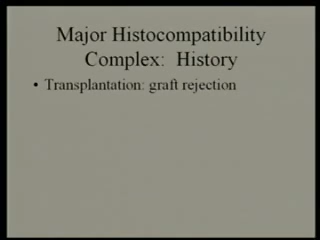 Major Histocompatibility
Complex: History
• Transplantation: graft rejection